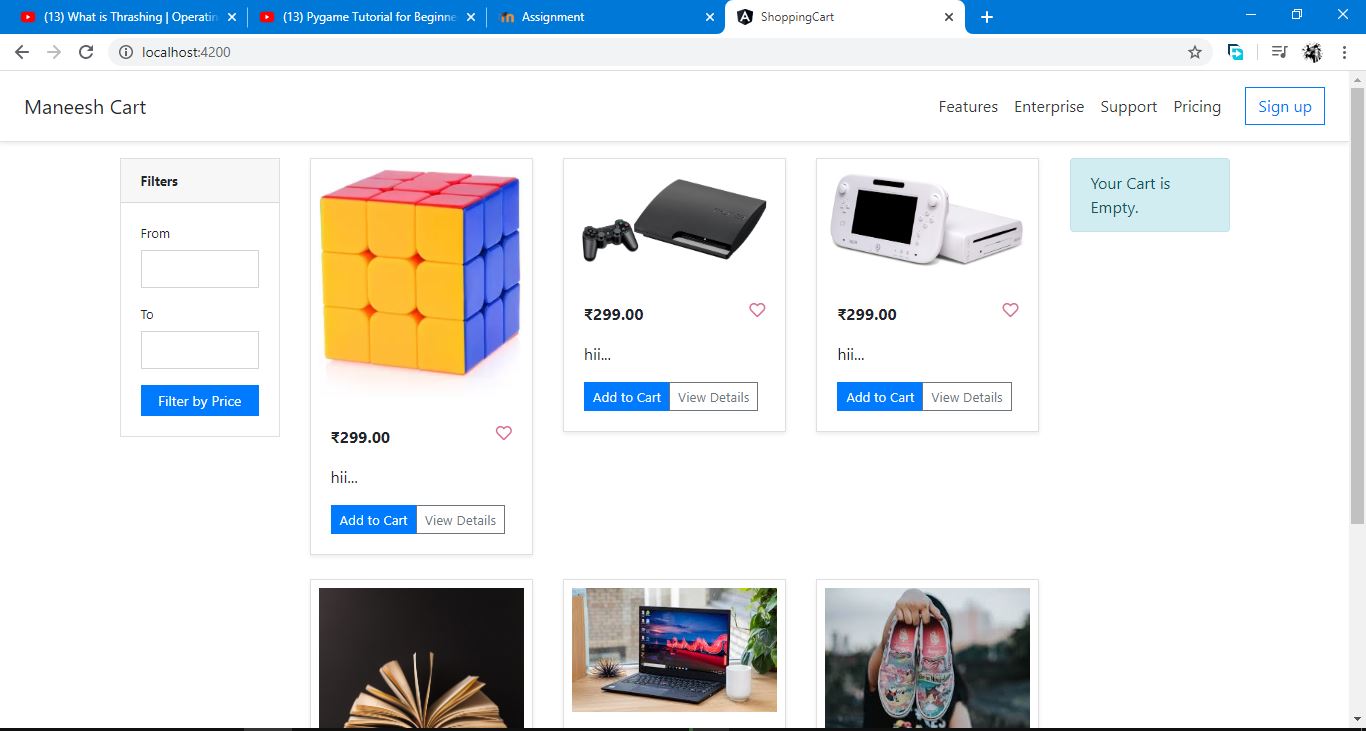 (13) What is Thrashing | Operatin
(13) Pygame Tutorial for Beginne
Assignment
ShoppingCart
localhost:4200
Maneesh Cart
Features
Enterprise
Support
Pricing
Sign up
Filters
From
To
Filter by Price
₹299.00
hii...
Add to Cart
View Details
₹299.00
hii...
Add to Cart
View Details
₹299.00
hii...
Add to Cart
View Details
Your Cart is
Empty.